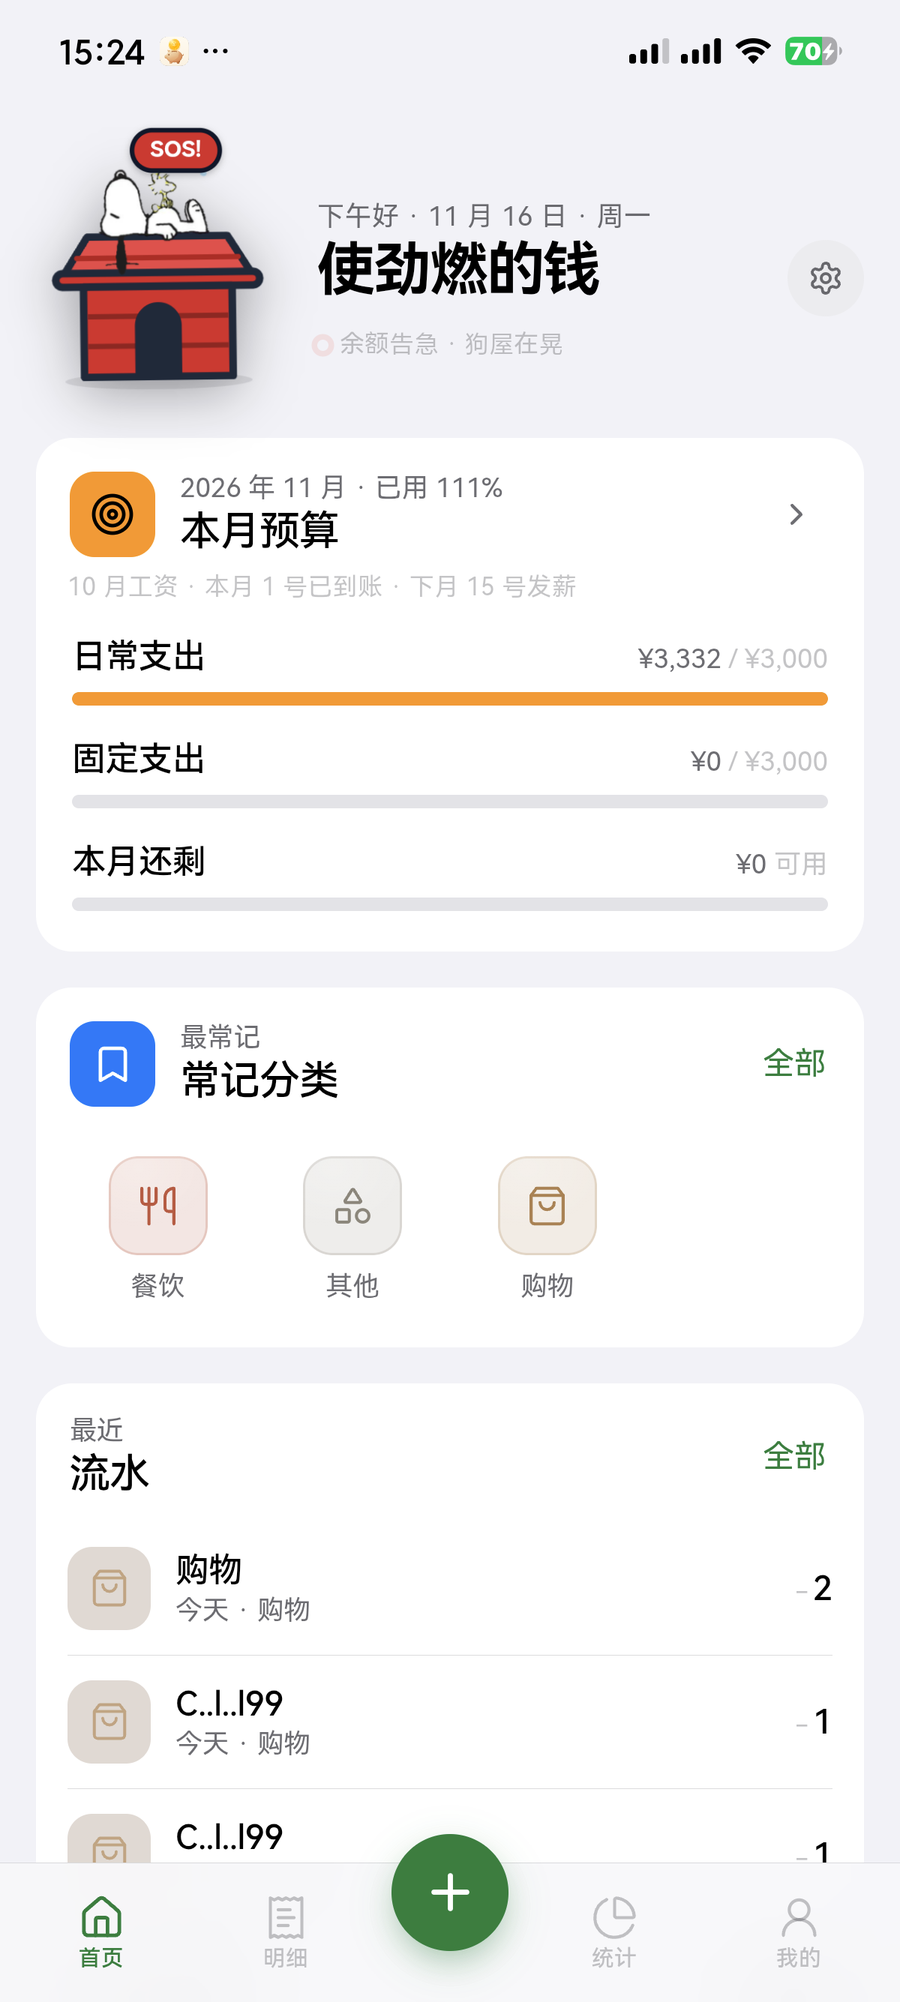 15:24
70
SOS!
下午好 · 11 月 16 日 · 周一
使劲燃的钱
余额告急 · 狗屋在晃
2026 年 11 月 · 已用 111%
本月预算
10 月工资 · 本月 1 号已到账 · 下月 15 号发薪
日常支出 ¥3,332 / ¥3,000
固定支出 ¥0 / ¥3,000
本月还剩 ¥0 可用
最常记
常记分类
全部
餐饮 其他 购物
最近
流水
全部
购物
今天 · 购物
-2
C..l..l99
今天 · 购物
-1
C..l..l99
-1
首页 明细 统计 我的